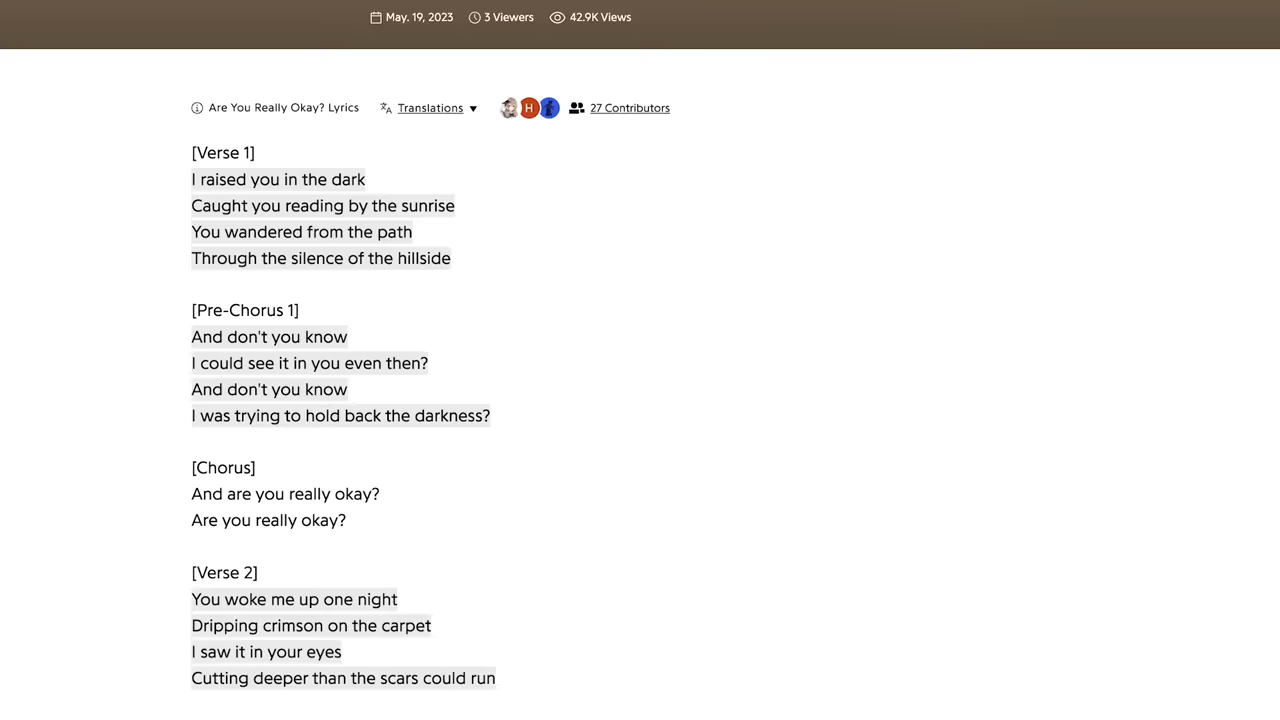 May. 19, 2023 3 Viewers 42.9K Views
Are You Really Okay? Lyrics Translations 27 Contributors
H
[Verse 1]
I raised you in the dark
Caught you reading by the sunrise
You wandered from the path
Through the silence of the hillside
[Pre-Chorus 1]
And don't you know
I could see it in you even then?
And don't you know
I was trying to hold back the darkness?
[Chorus]
And are you really okay?
Are you really okay?
[Verse 2]
You woke me up one night
Dripping crimson on the carpet
I saw it in your eyes
Cutting deeper than the scars could run